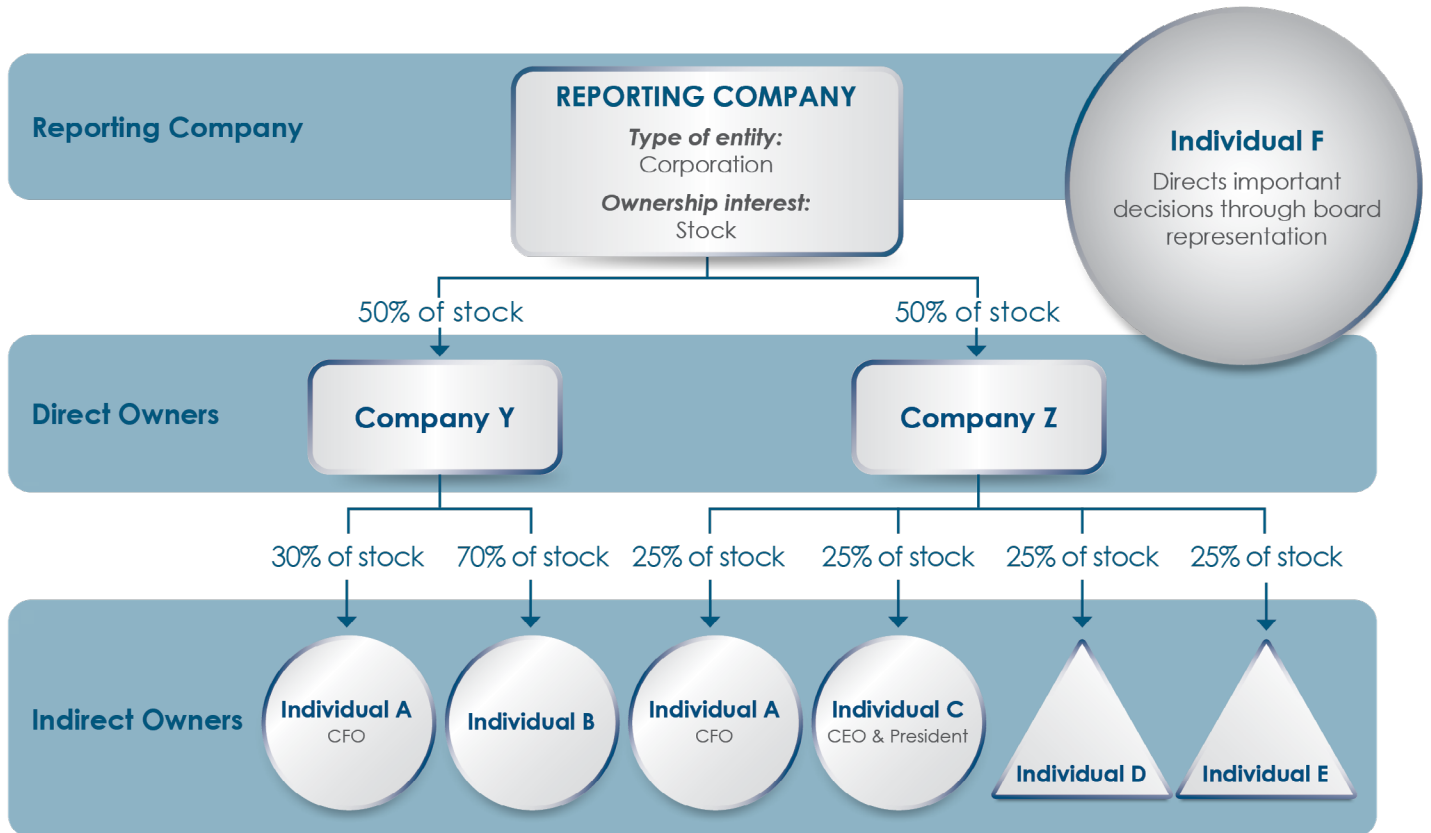 Reporting Company
REPORTING COMPANY
Type of entity:
Corporation
Ownership interest:
Stock
Individual F
Directs important
decisions through board
representation
50% of stock
50% of stock
Direct Owners
Company Y
Company Z
30% of stock
70% of stock
25% of stock
25% of stock
25% of stock
25% of stock
Indirect Owners
Individual A
CFO
Individual B
Individual A
CFO
Individual C
CEO & President
Individual D
Individual E